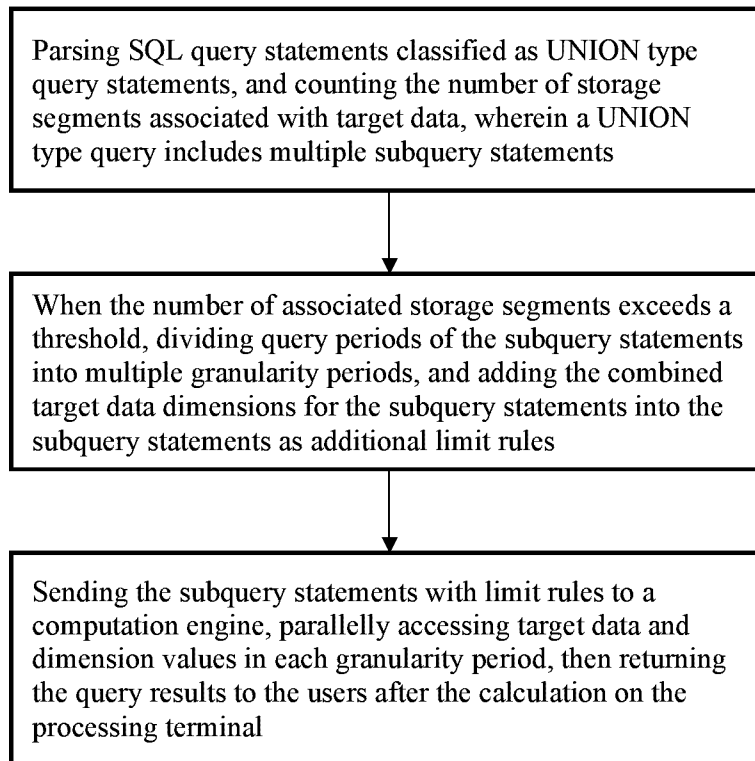 Parsing SQL query statements classified as UNION type
query statements, and counting the number of storage
segments associated with target data, wherein a UNION
type query includes multiple subquery statements
When the number of associated storage segments exceeds a
threshold, dividing query periods of the subquery statements
into multiple granularity periods, and adding the combined
target data dimensions for the subquery statements into the
subquery statements as additional limit rules
Sending the subquery statements with limit rules to a
computation engine, parallelly accessing target data and
dimension values in each granularity period, then returning
the query results to the users after the calculation on the
processing terminal